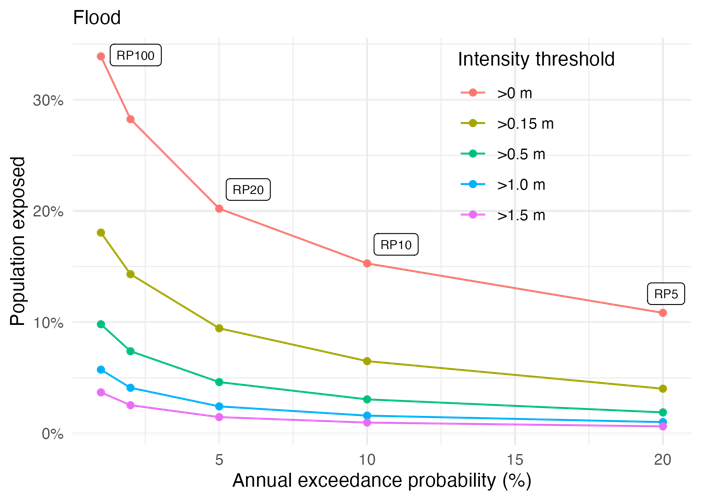 Flood
RP100
Intensity threshold
>0 m
>0.15 m
>0.5 m
>1.0 m
>1.5 m
RP20
RP10
RP5
30%
20%
10%
0%
Population exposed
5
10
15
20
Annual exceedance probability (%)